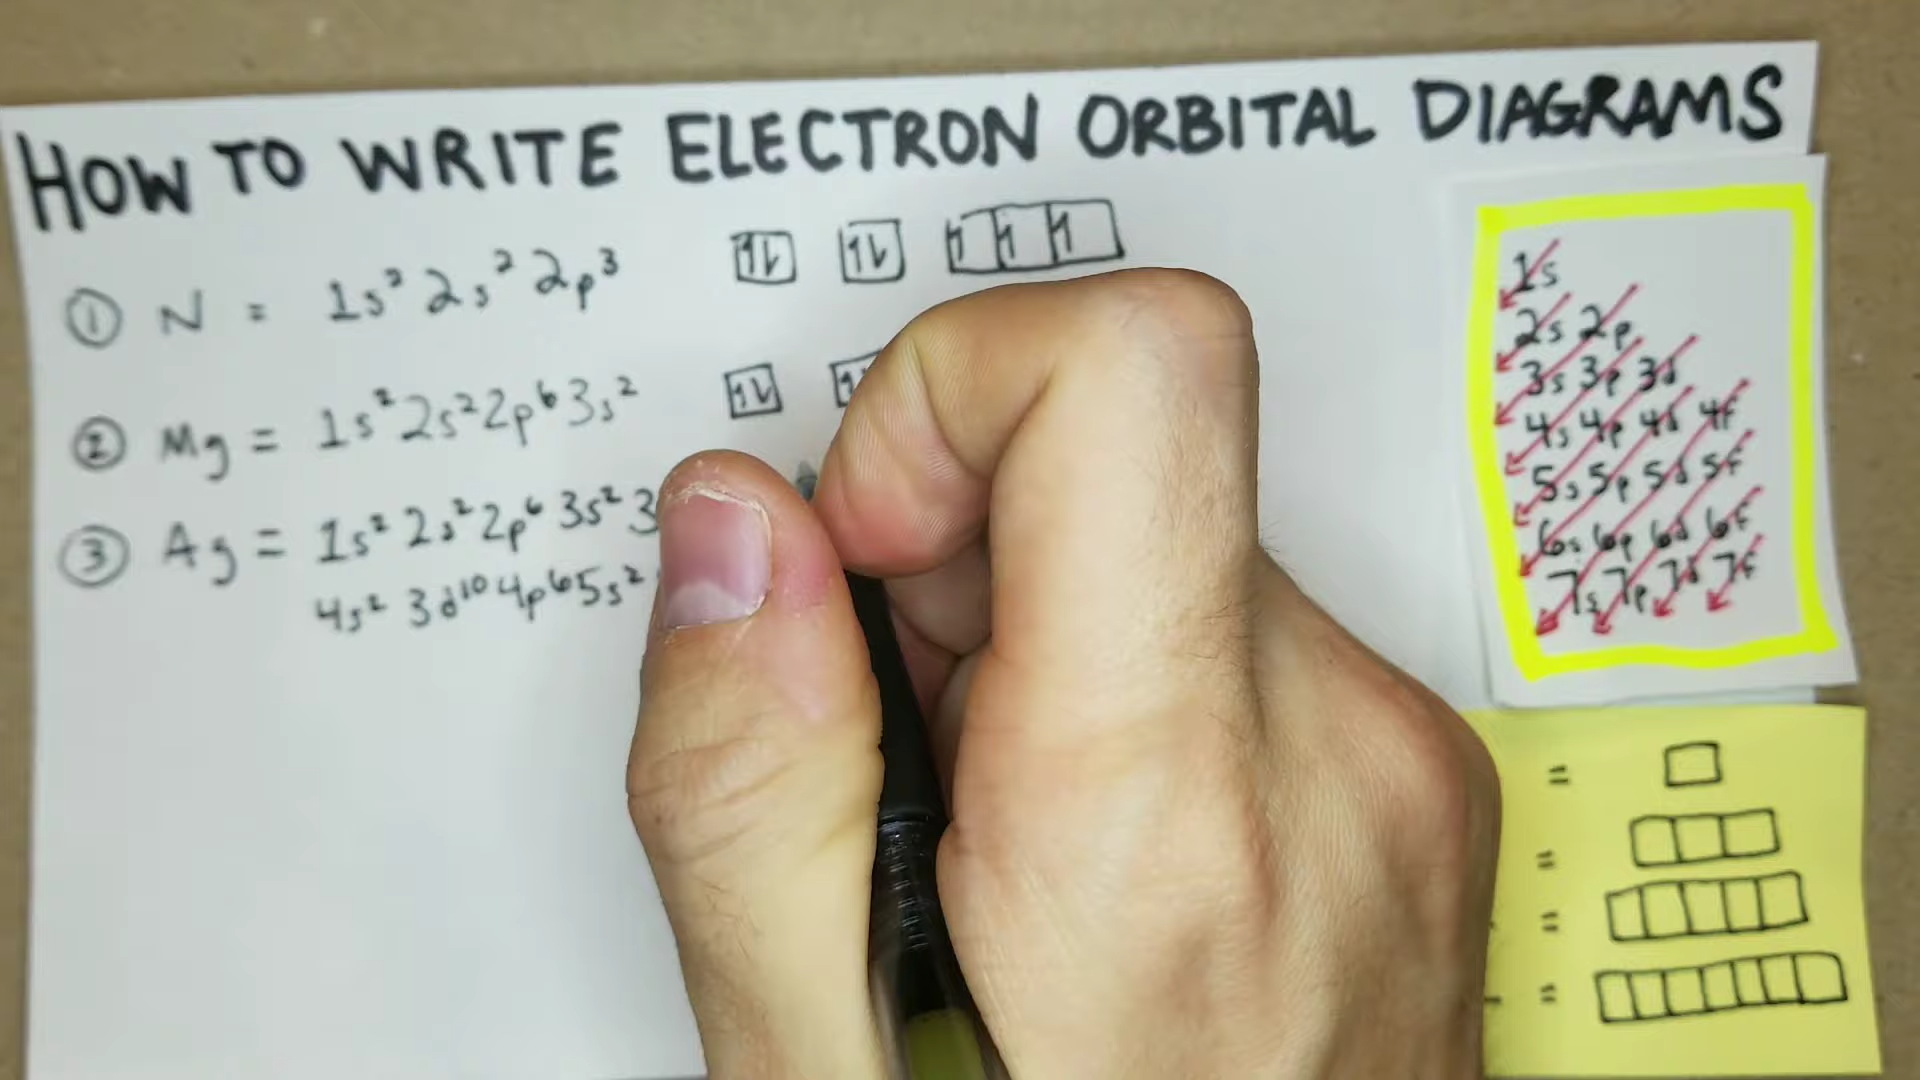 HOW TO WRITE ELECTRON ORBITAL DIAGRAMS
① N = 1s² 2s² 2p³
② Mg = 1s² 2s² 2p⁶ 3s²
③ Ag = 1s² 2s² 2p⁶ 3s² 3
4s² 3d¹⁰ 4p⁶ 5s²
1s
2s 2p
3s 3p 3d
4s 4p 4d 4f
5s 5p 5d 5f
6s 6p 6d 6f
7s 7p 7d 7f
=
=
=
=